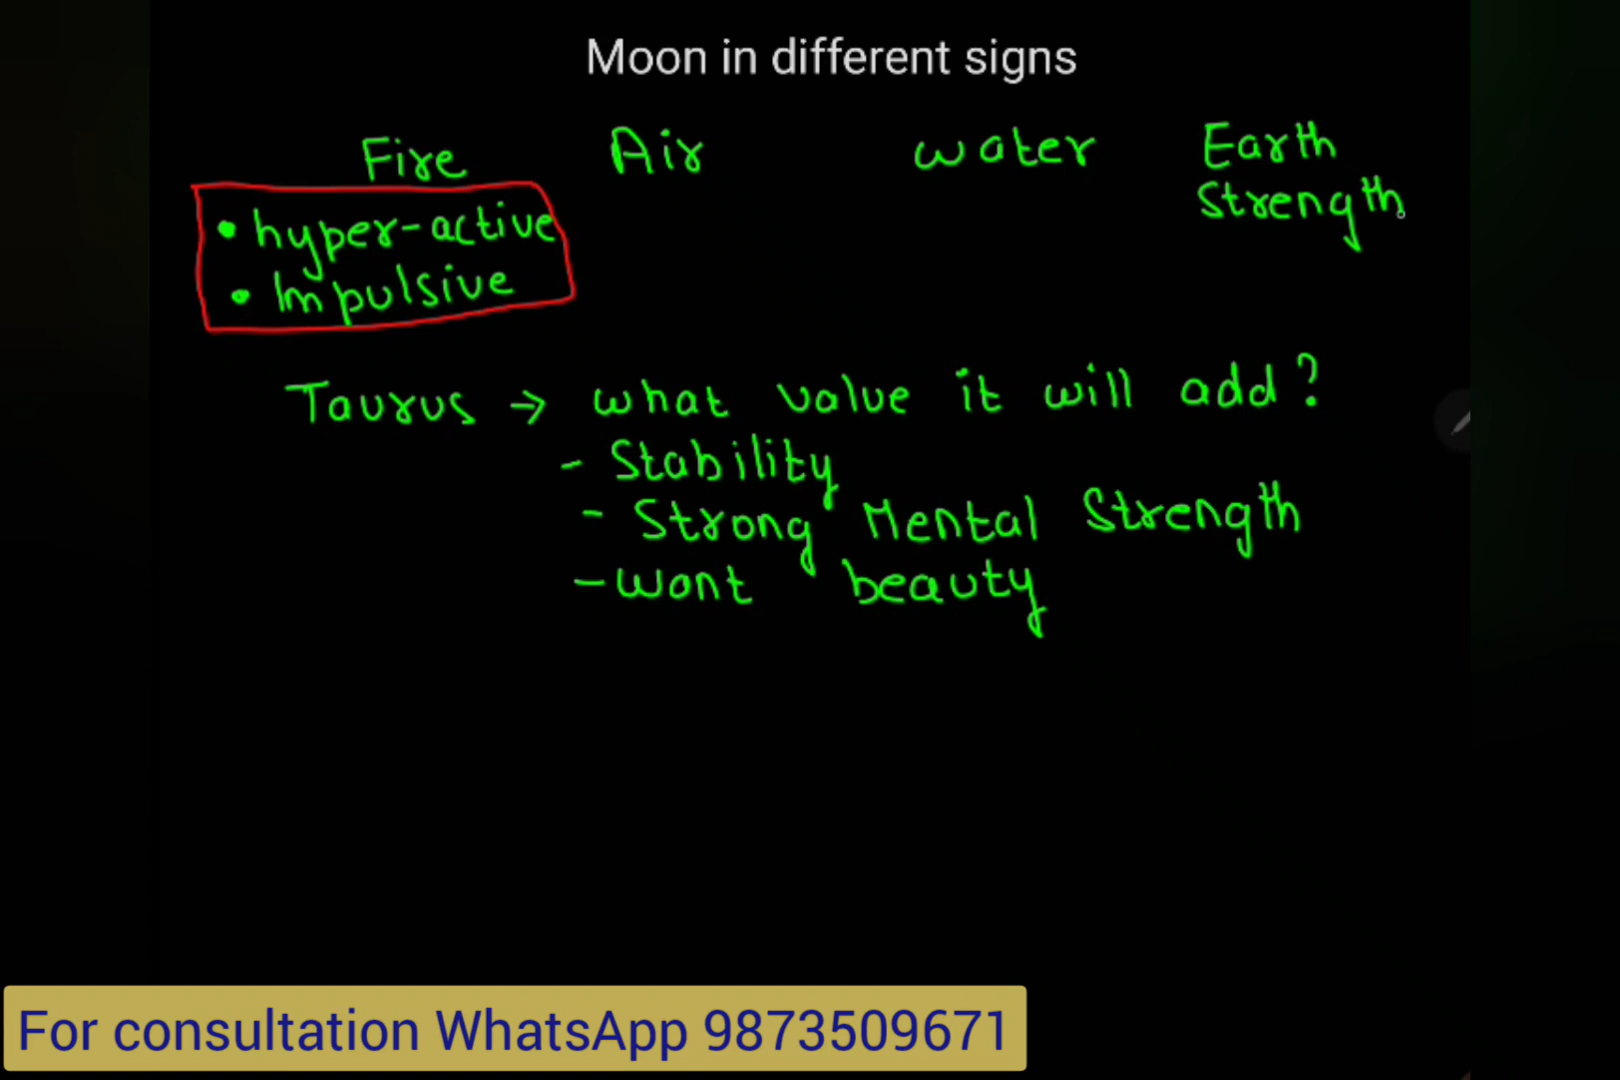 Moon in different signs
Fire Air water Earth
• hyper-active Strength
• Impulsive
Taurus → what value it will add?
- Stability
- Strong Mental Strength
- want beauty
For consultation WhatsApp 9873509671